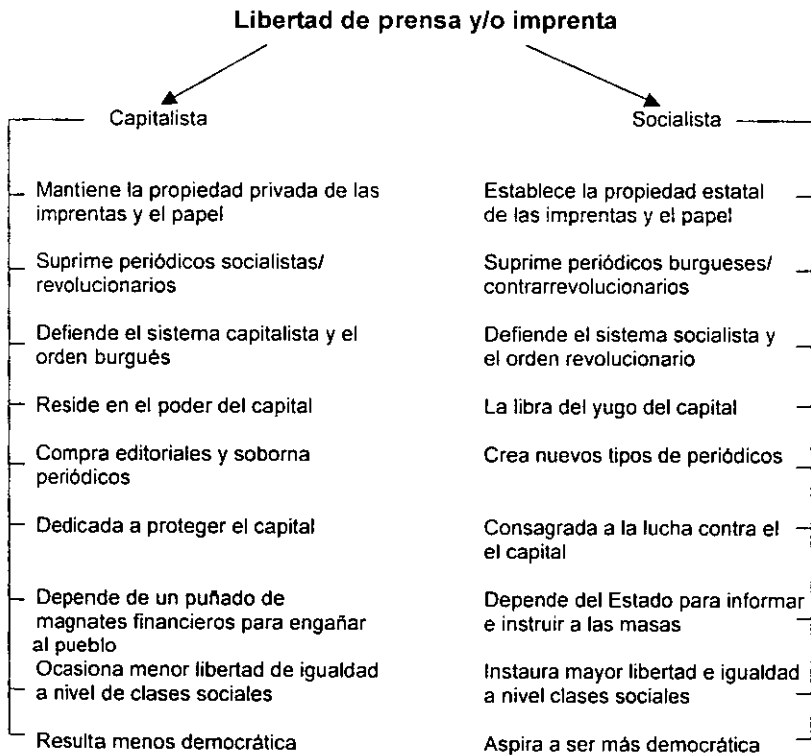 Libertad de prensa y/o imprenta
Capitalista
Mantiene la propiedad privada de las
imprentas y el papel
Suprime periódicos socialistas/
revolucionarios
Defiende el sistema capitalista y el
orden burgués
Reside en el poder del capital
Compra editoriales y soborna
periódicos
Dedicada a proteger el capital
Depende de un puñado de
magnates financieros para engañar
al pueblo
Ocasiona menor libertad de igualdad
a nivel de clases sociales
Resulta menos democrática
Socialista
Establece la propiedad estatal
de las imprentas y el papel
Suprime periódicos burgueses/
contrarrevolucionarios
Defiende el sistema socialista y
el orden revolucionario
La libra del yugo del capital
Crea nuevos tipos de periódicos
Consagrada a la lucha contra el
el capital
Depende del Estado para informar
e instruir a las masas
Instaura mayor libertad e igualdad
a nivel clases sociales
Aspira a ser más democrática